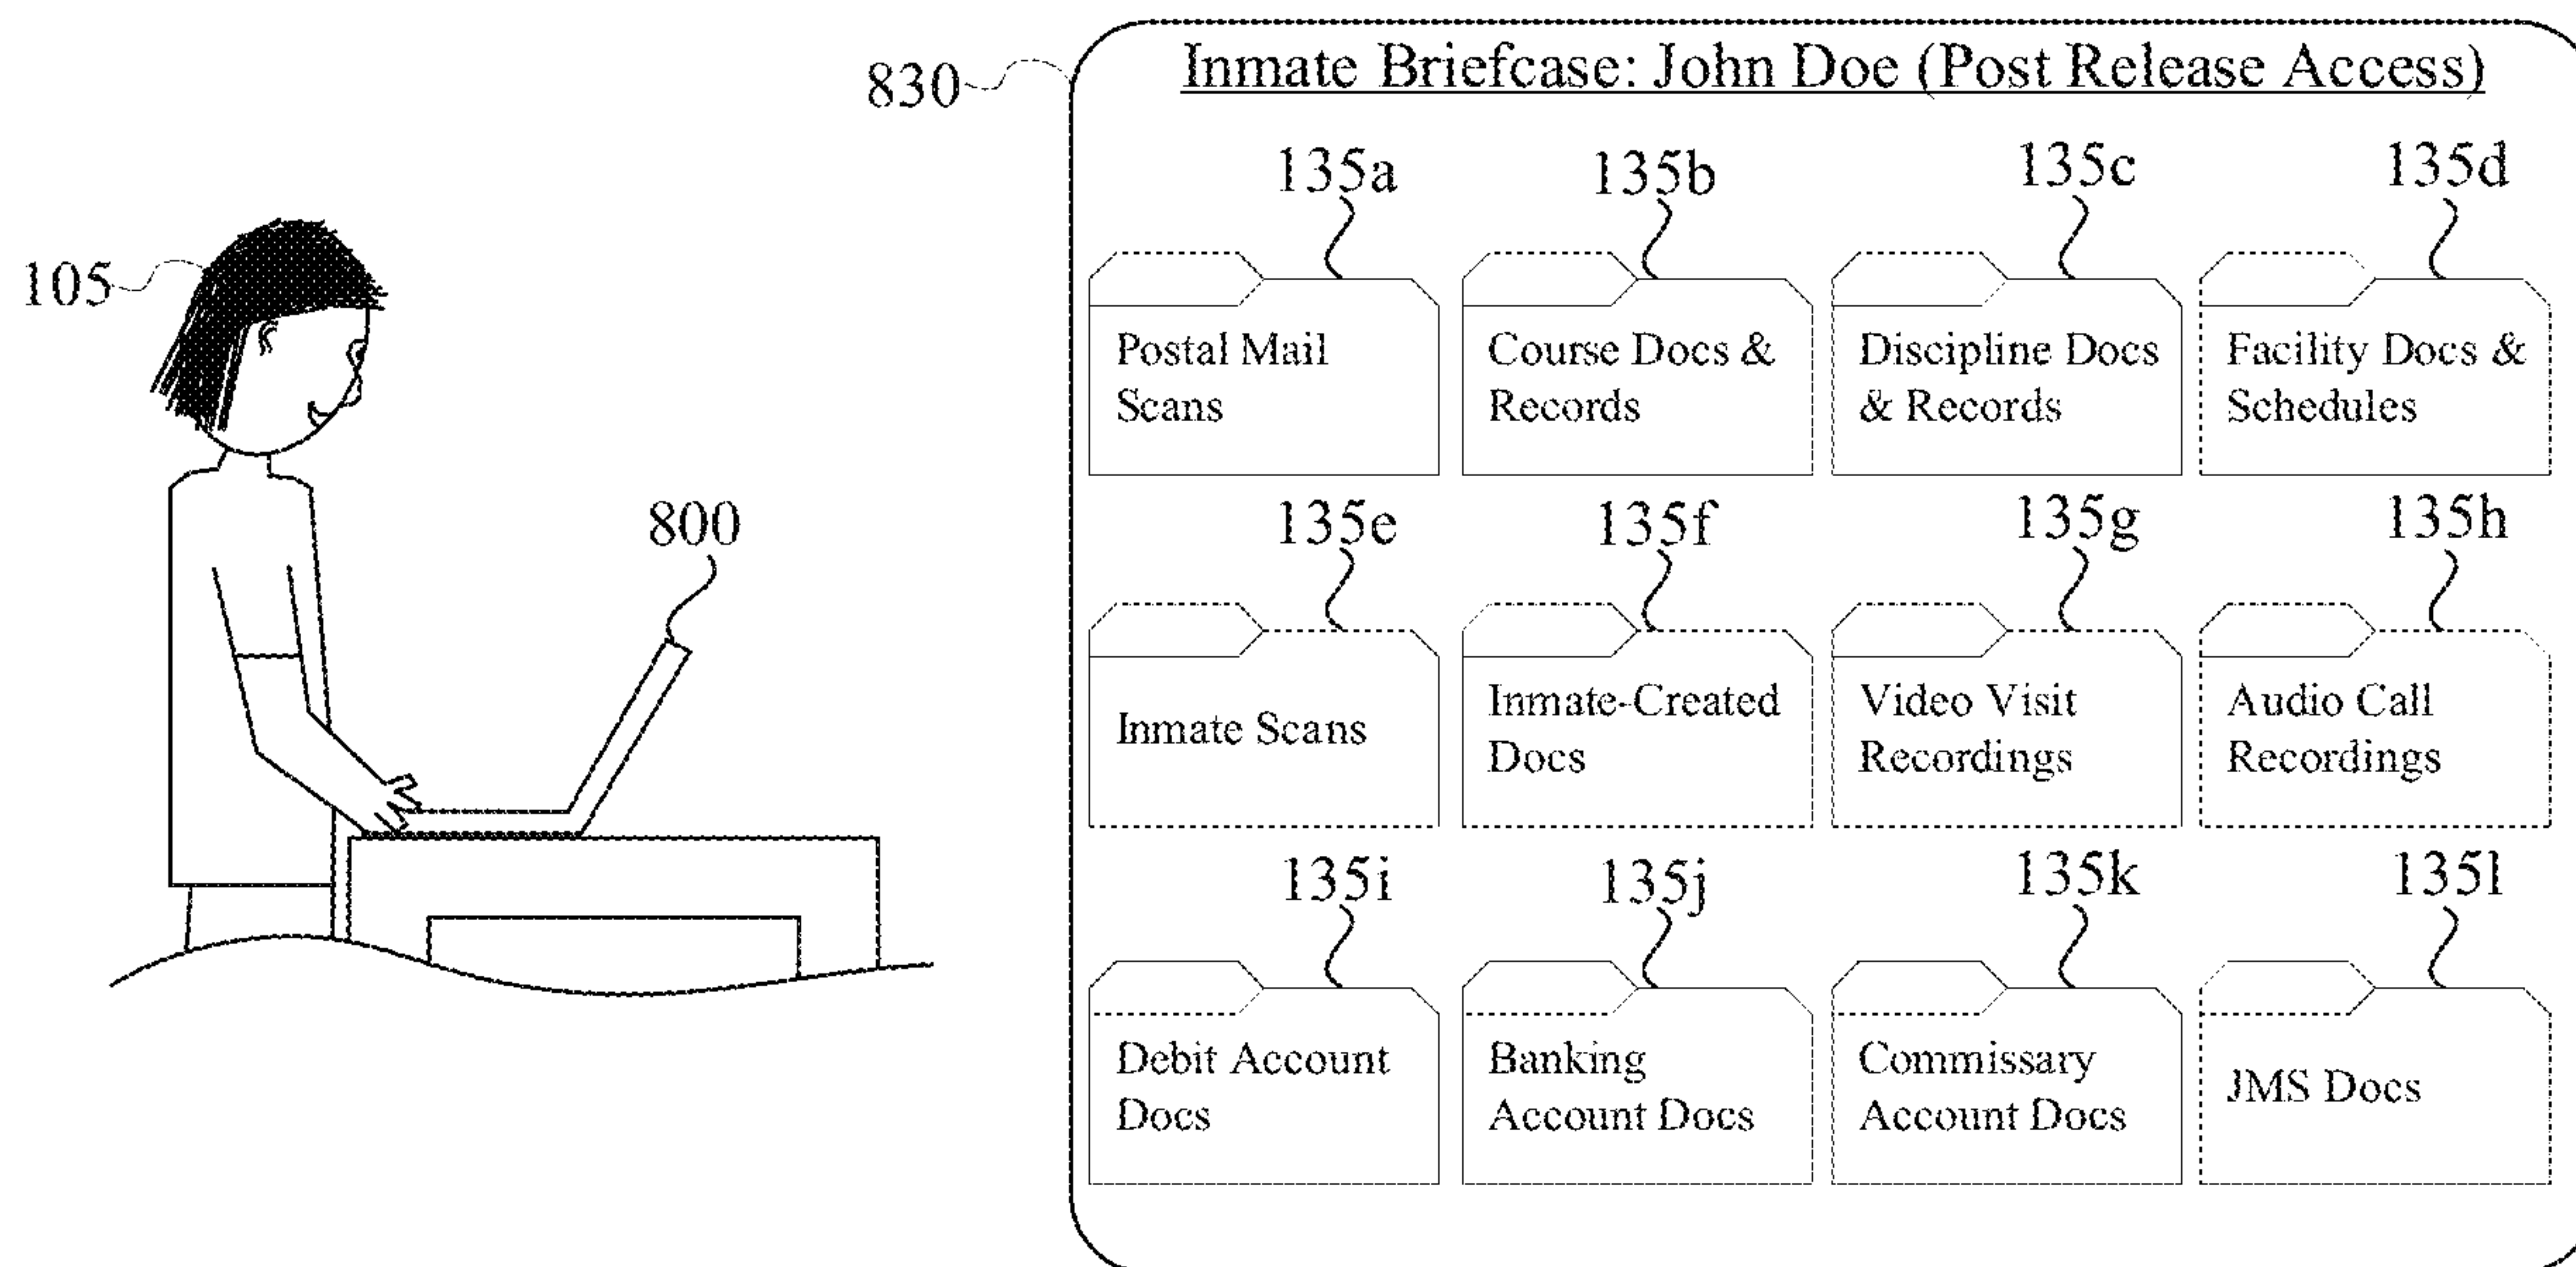 830
Inmate Briefcase: John Doe (Post Release Access)
135a
135b
135c
135d
105
Postal Mail
Scans
Course Docs &
Records
Discipline Docs
& Records
Facility Docs &
Schedules
800
135e
135f
135g
135h
Inmate Scans
Inmate-Created
Docs
Video Visit
Recordings
Audio Call
Recordings
135i
135j
135k
135l
Debit Account
Docs
Banking
Account Docs
Commissary
Account Docs
JMS Docs